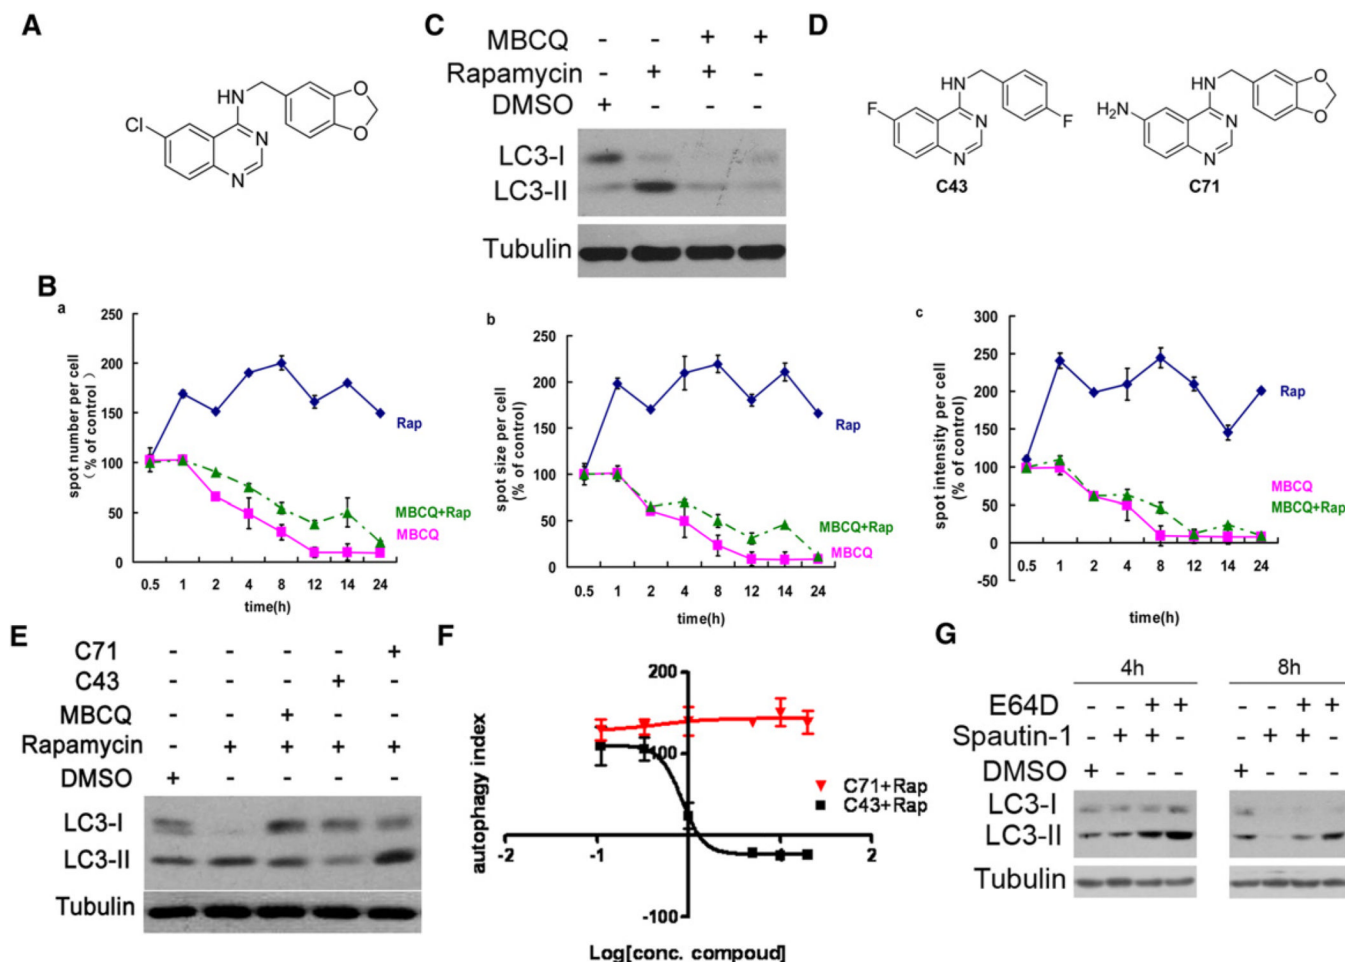 A
Cl
HN
N
N
O
O
C
MBCQ - - + +
Rapamycin - + + -
DMSO + - - -
LC3-I
LC3-II
Tubulin
D
F
HN
N
N
F
C43
H₂N
HN
N
N
O
O
C71
B
a
spot number per cell
( % of control )
250
200
150
100
50
0
0.5 1 2 4 8 12 14 24
time(h)
Rap
MBCQ+Rap
MBCQ
b
spot size per cell
(% of control)
250
200
150
100
50
0
0.5 1 2 4 8 12 14 24
time(h)
Rap
MBCQ+Rap
MBCQ
c
spot intensity per cell
(% of control)
300
250
200
150
100
50
0
-50
0.5 1 2 4 8 12 14 24
time(h)
Rap
MBCQ
MBCQ+Rap
E
C71 - - - - +
C43 - - - + -
MBCQ - - + - -
Rapamycin - + + + +
DMSO + - - - -
LC3-I
LC3-II
Tubulin
F
autophagy index
200
100
-100
-2 -1 1 2
C71+Rap
C43+Rap
Log[conc. compoud]
G
4h 8h
E64D - - + + - - + +
Spautin-1 - + + - - + + -
DMSO + - - - + - - -
LC3-I
LC3-II
Tubulin